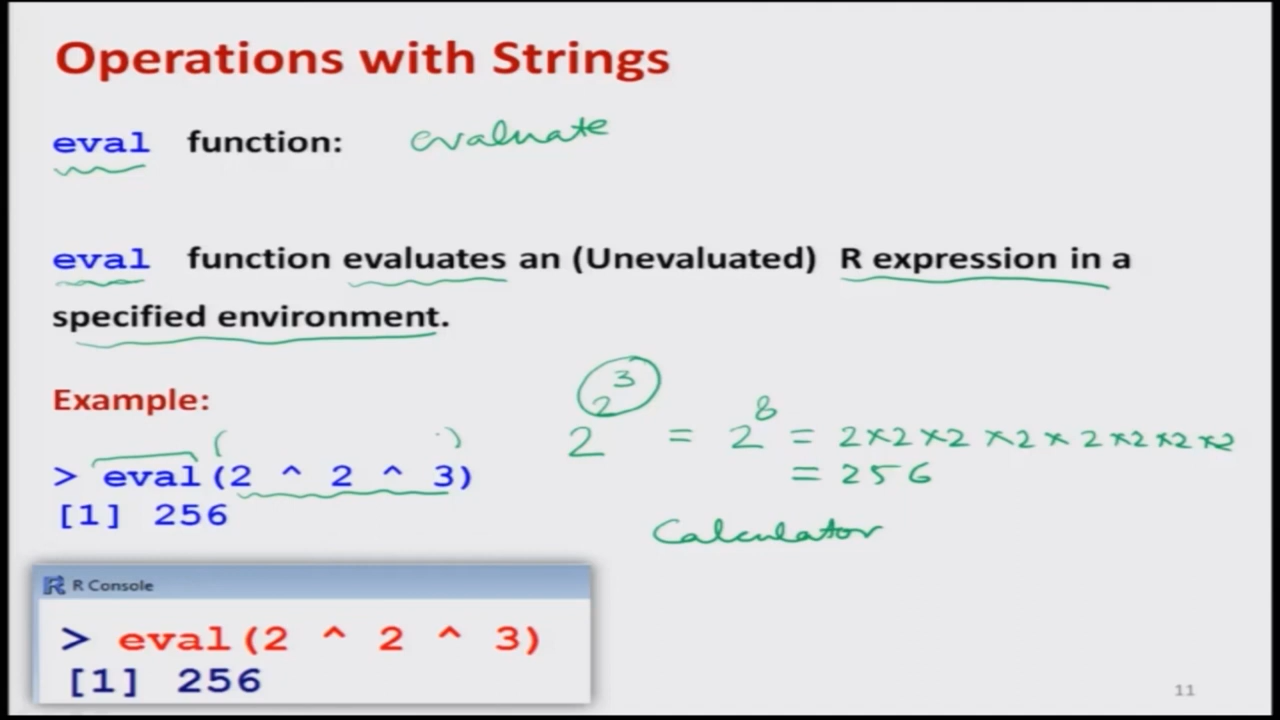 Operations with Strings
eval function: evaluate
eval function evaluates an (Unevaluated) R expression in a
specified environment.
Example:
2^2^3 = 2^8 = 2×2×2×2×2×2×2×2
= 256
( )
> eval(2 ^ 2 ^ 3)
[1] 256
Calculator
R Console
> eval(2 ^ 2 ^ 3)
[1] 256
11